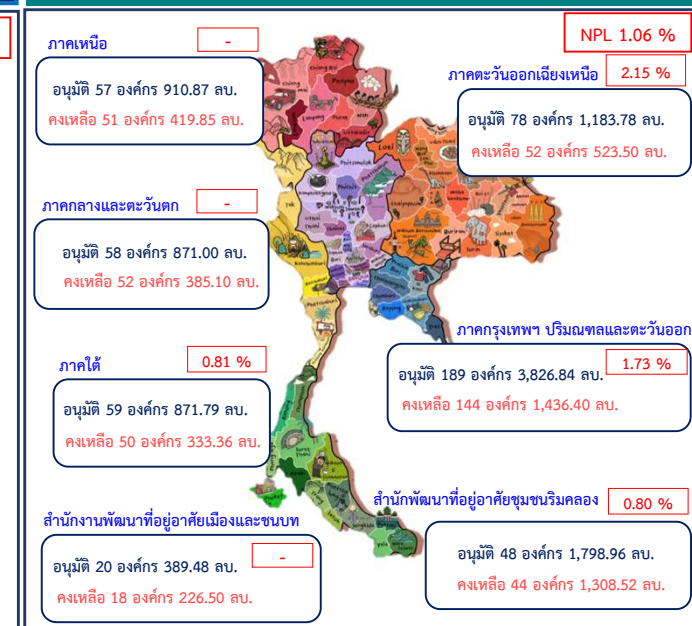 NPL 1.06 %
ภาคเหนือ
-
อนุมัติ 57 องค์กร 910.87 ลบ.
คงเหลือ 51 องค์กร 419.85 ลบ.
ภาคตะวันออกเฉียงเหนือ
2.15 %
อนุมัติ 78 องค์กร 1,183.78 ลบ.
คงเหลือ 52 องค์กร 523.50 ลบ.
ภาคกลางและตะวันตก
-
อนุมัติ 58 องค์กร 871.00 ลบ.
คงเหลือ 52 องค์กร 385.10 ลบ.
ภาคกรุงเทพฯ ปริมณฑลและตะวันออก
1.73 %
อนุมัติ 189 องค์กร 3,826.84 ลบ.
คงเหลือ 144 องค์กร 1,436.40 ลบ.
ภาคใต้
0.81 %
อนุมัติ 59 องค์กร 871.79 ลบ.
คงเหลือ 50 องค์กร 333.36 ลบ.
สำนักพัฒนาที่อยู่อาศัยชุมชนริมคลอง
0.80 %
อนุมัติ 48 องค์กร 1,798.96 ลบ.
คงเหลือ 44 องค์กร 1,308.52 ลบ.
สำนักงานพัฒนาที่อยู่อาศัยเมืองและชนบท
-
อนุมัติ 20 องค์กร 389.48 ลบ.
คงเหลือ 18 องค์กร 226.50 ลบ.
Chiang Rai
Lampang
Loei
Tak
Phitsanulok
Phichit
Chaiyaphum
Buriram
Surin
Sisket
Surat Thani